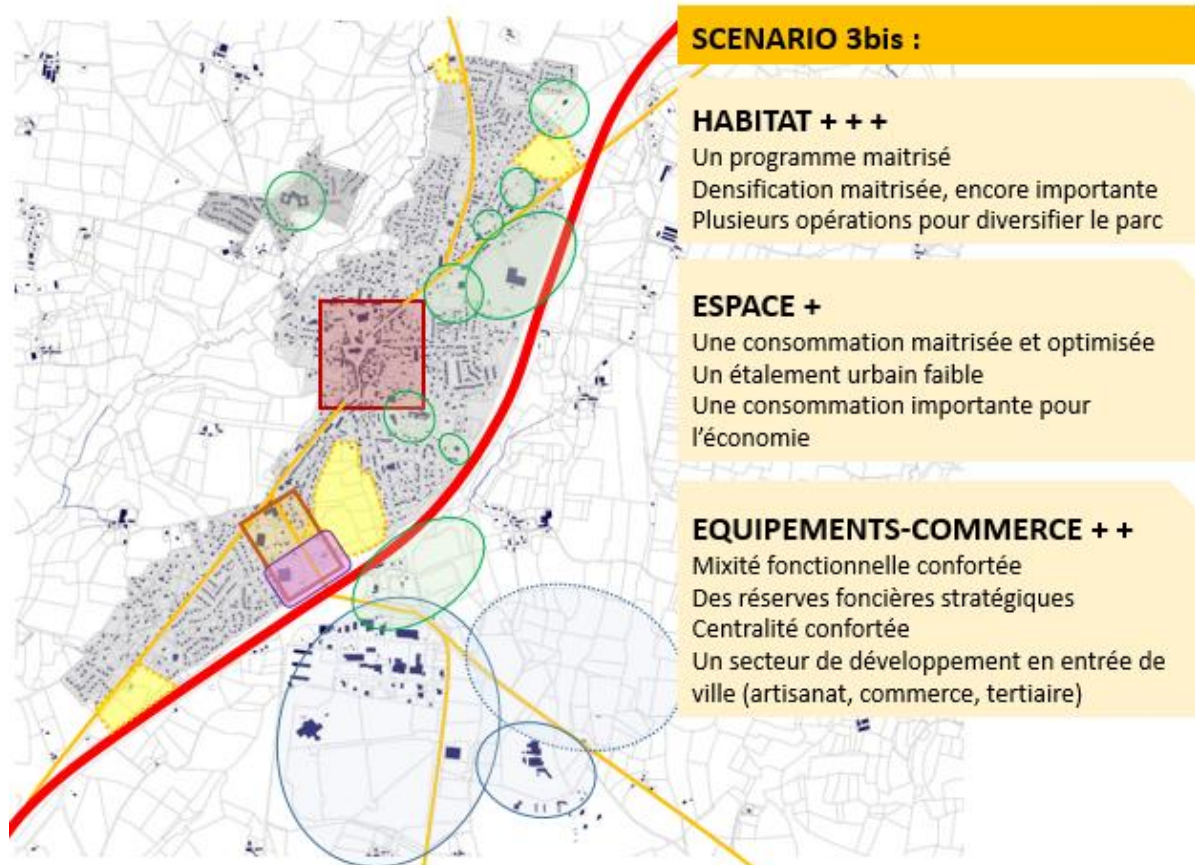 SCENARIO 3bis :
HABITAT + + +
Un programme maitrisé
Densification maitrisée, encore importante
Plusieurs opérations pour diversifier le parc
ESPACE +
Une consommation maitrisée et optimisée
Un étalement urbain faible
Une consommation importante pour
l’économie
EQUIPEMENTS-COMMERCE + +
Mixité fonctionnelle confortée
Des réserves foncières stratégiques
Centralité confortée
Un secteur de développement en entrée de
ville (artisanat, commerce, tertiaire)